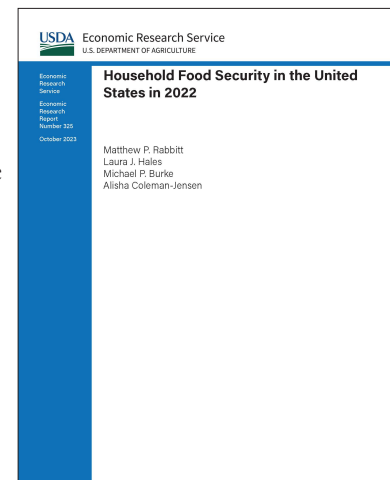 USDA Economic Research Service
U.S. DEPARTMENT OF AGRICULTURE
Economic
Research
Service
Economic
Research
Report
Number 325
October 2023
Household Food Security in the United
States in 2022
Matthew P. Rabbitt
Laura J. Hales
Michael P. Burke
Alisha Coleman-Jensen